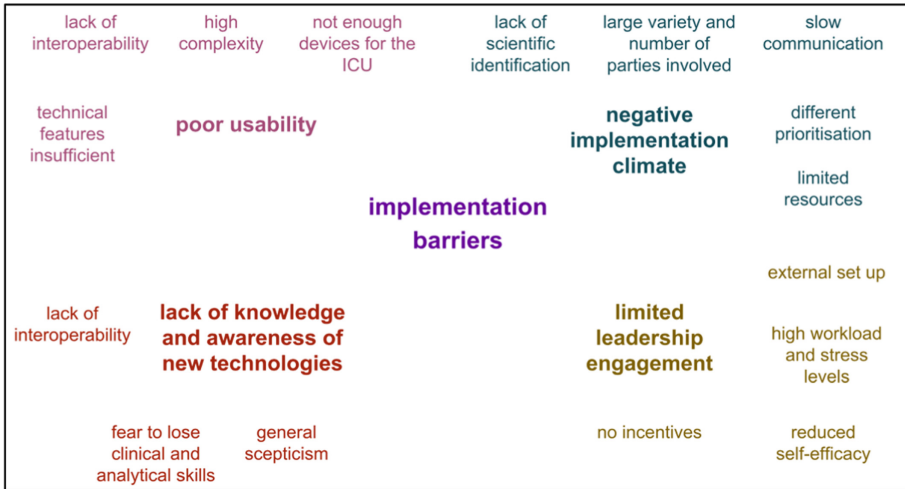 lack of
interoperability
high
complexity
not enough
devices for the
ICU
lack of
scientific
identification
large variety and
number of
parties involved
slow
communication
technical
features
insufficient
poor usability
negative
implementation
climate
different
prioritisation
limited
resources
implementation
barriers
external set up
lack of
interoperability
lack of knowledge
and awareness of
new technologies
limited
leadership
engagement
high workload
and stress
levels
fear to lose
clinical and
analytical skills
general
scepticism
no incentives
reduced
self-efficacy